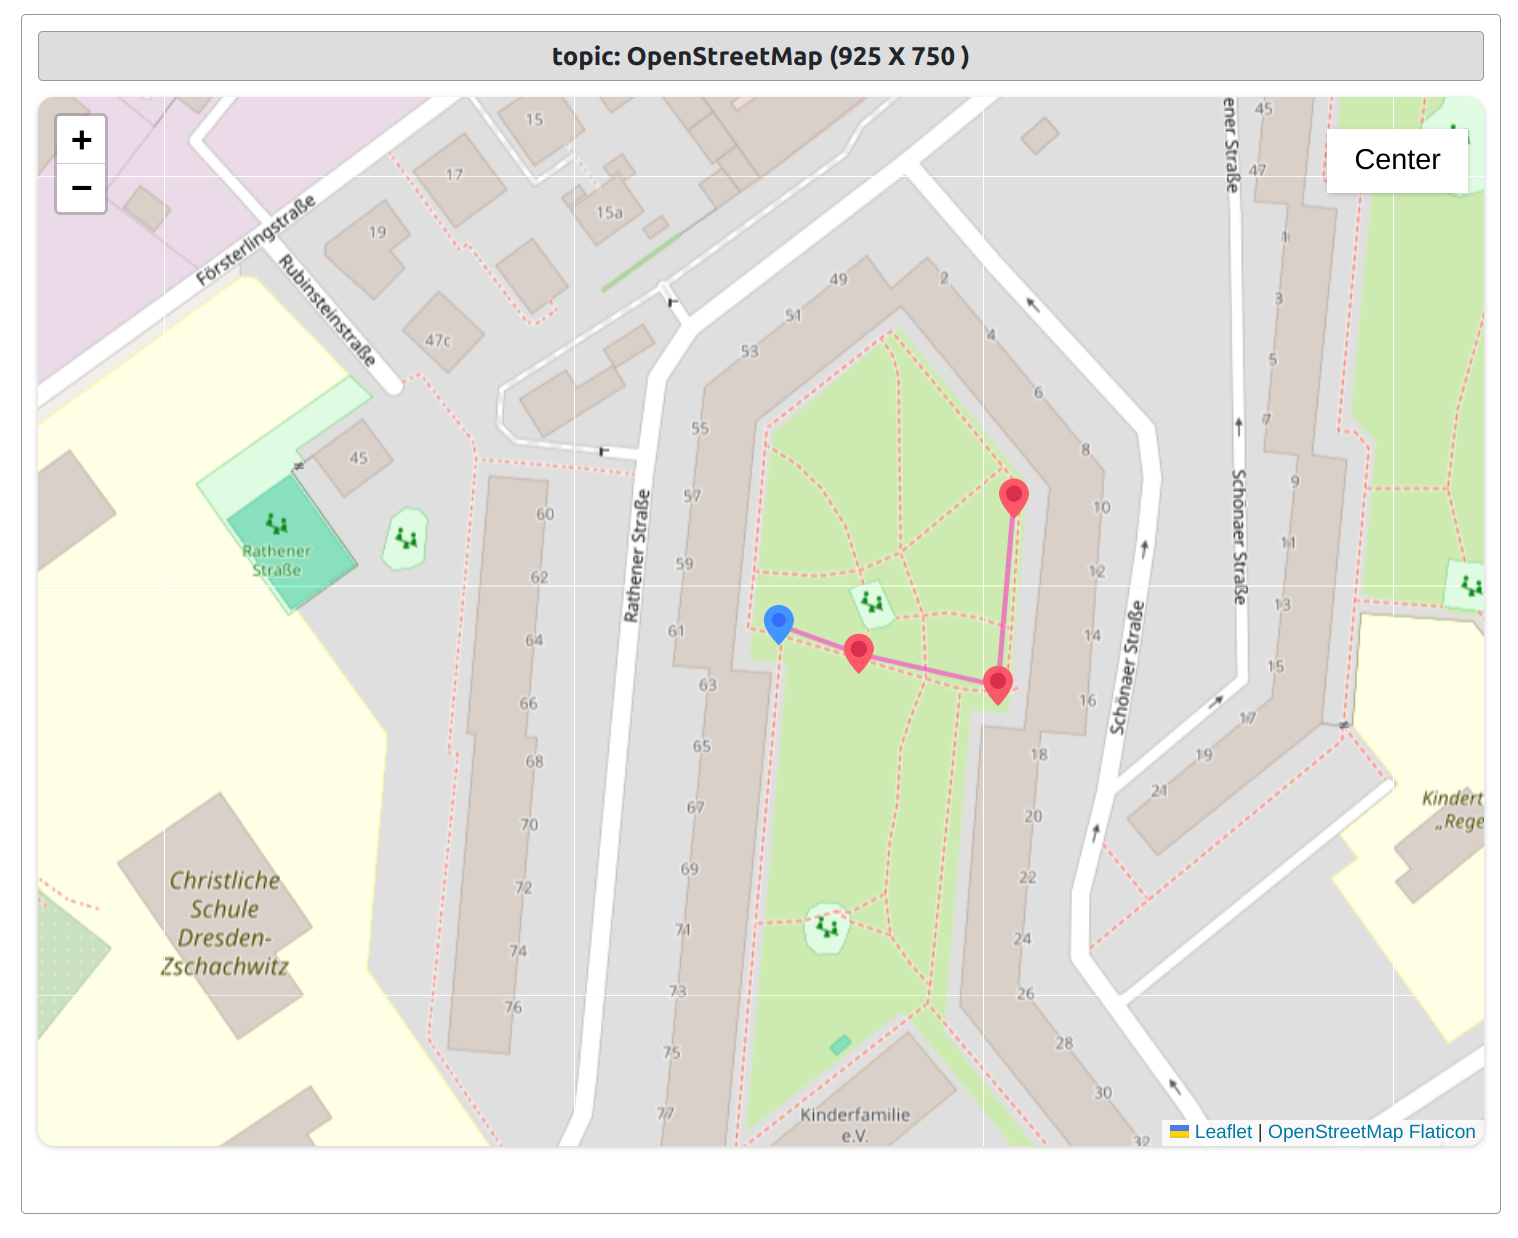 topic: OpenStreetMap (925 X 750 )
+
−
Center
15
17
15a
19
47c
45
Försterlingstraße
Rubinsteinstraße
Rathener
Straße
49
51
53
55
57
59
61
63
65
67
69
71
73
75
77
60
62
64
66
68
70
72
74
76
Rathener Straße
2
4
6
8
10
12
14
16
18
20
22
24
26
28
30
32
Schönaer Straße
ener Straße
Schönaer Straße
45
47
1
3
5
7
9
11
13
15
17
19
21
Christliche
Schule
Dresden-
Zschachwitz
Kindert
„Rege
Kinderfamilie
e.V.
Leaflet | OpenStreetMap Flaticon